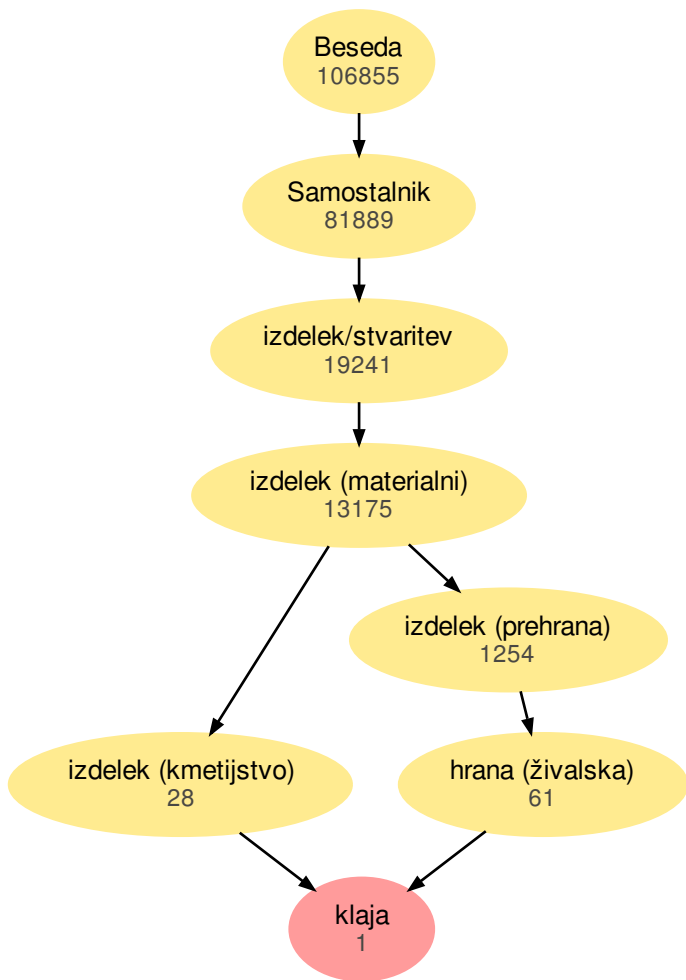 Beseda
106855
Samostalnik
81889
izdelek/stvaritev
19241
izdelek (materialni)
13175
izdelek (prehrana)
1254
izdelek (kmetijstvo)
28
hrana (živalska)
61
klaja
1